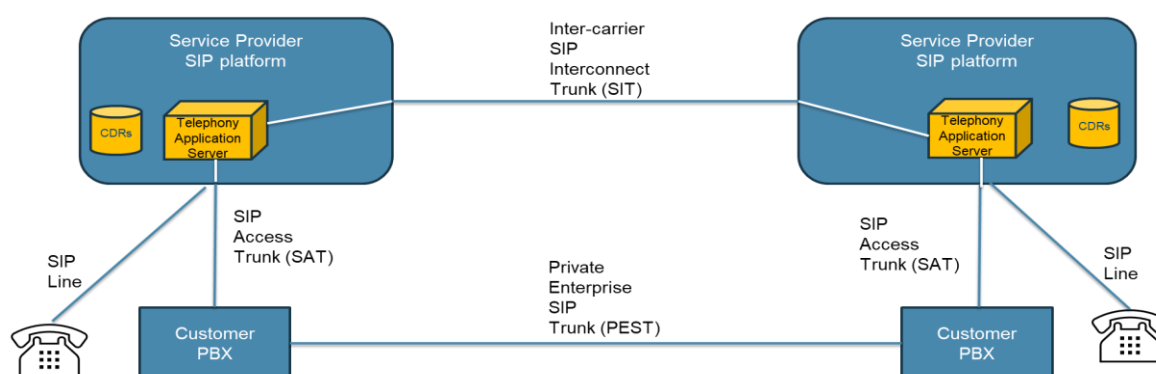 Service Provider
SIP platform
CDRs
Telephony
Application
Server
Inter-carrier
SIP
Interconnect
Trunk (SIT)
Service Provider
SIP platform
Telephony
Application
Server
CDRs
SIP
Line
SIP
Access
Trunk (SAT)
Private
Enterprise
SIP
Trunk (PEST)
SIP
Access
Trunk (SAT)
SIP
Line
Customer
PBX
Customer
PBX